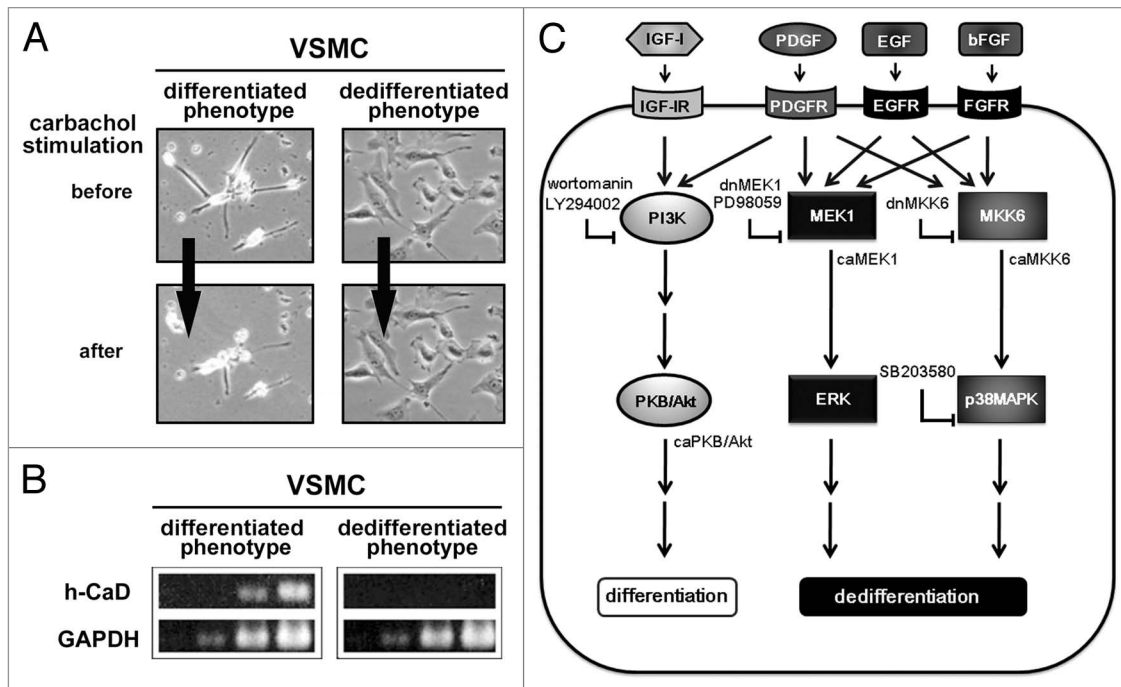 A
VSMC
differentiated
phenotype
dedifferentiated
phenotype
carbachol
stimulation
before
after
B
VSMC
differentiated
phenotype
dedifferentiated
phenotype
h-CaD
GAPDH
C
IGF-I
PDGF
EGF
bFGF
IGF-IR
PDGFR
EGFR
FGFR
wortomanin
LY294002
dnMEK1
PD98059
dnMKK6
PI3K
MEK1
MKK6
caMEK1
caMKK6
SB203580
PKB/Akt
ERK
p38MAPK
caPKB/Akt
differentiation
dedifferentiation